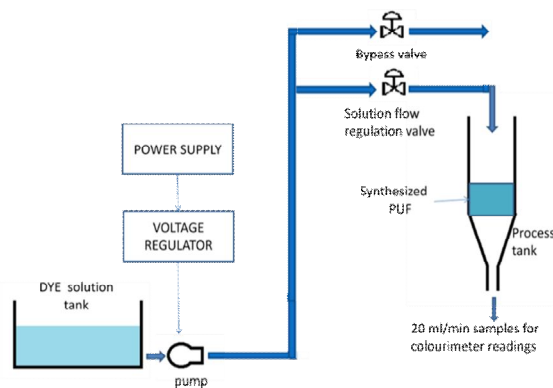 Bypass valve
Solution flow
regulation valve
POWER SUPPLY
Synthesized
PUF
VOLTAGE
REGULATOR
Process
tank
DYE solution
tank
20 ml/min samples for
colourimeter readings
pump